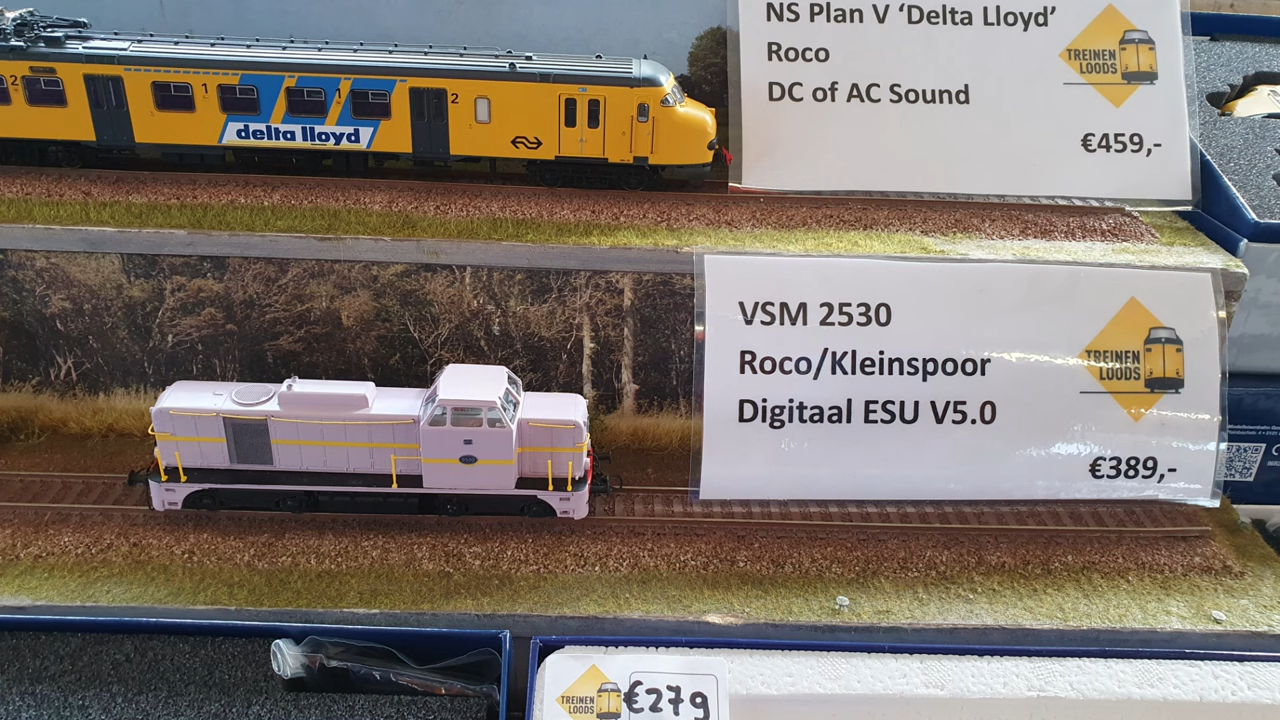 NS Plan V ‘Delta Lloyd’
Roco
DC of AC Sound
€459,-
TREINEN
LOODS
2
1
1
2
delta lloyd
VSM 2530
Roco/Kleinspoor
Digitaal ESU V5.0
€389,-
TREINEN
LOODS
TREINEN
LOODS
€279